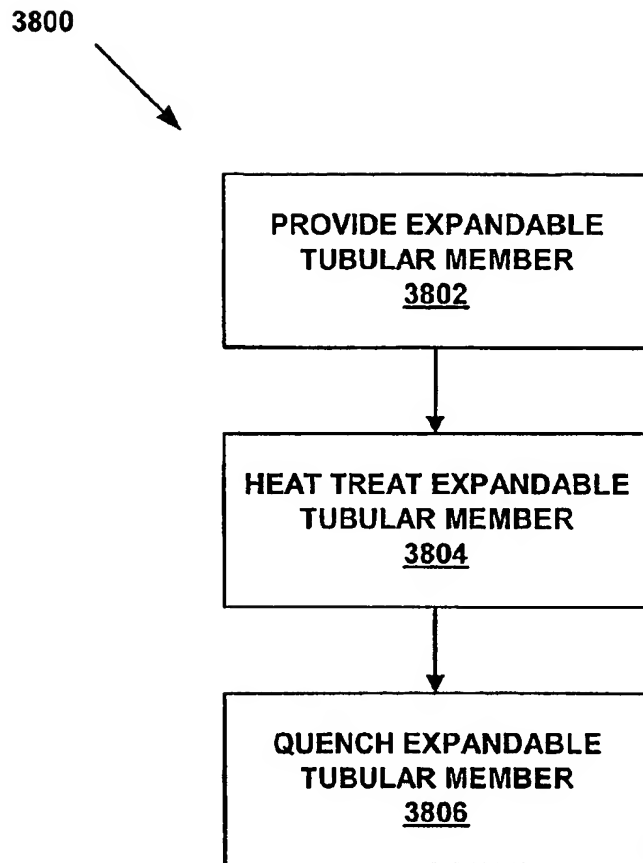 3800
PROVIDE EXPANDABLE
TUBULAR MEMBER
3802
HEAT TREAT EXPANDABLE
TUBULAR MEMBER
3804
QUENCH EXPANDABLE
TUBULAR MEMBER
3806